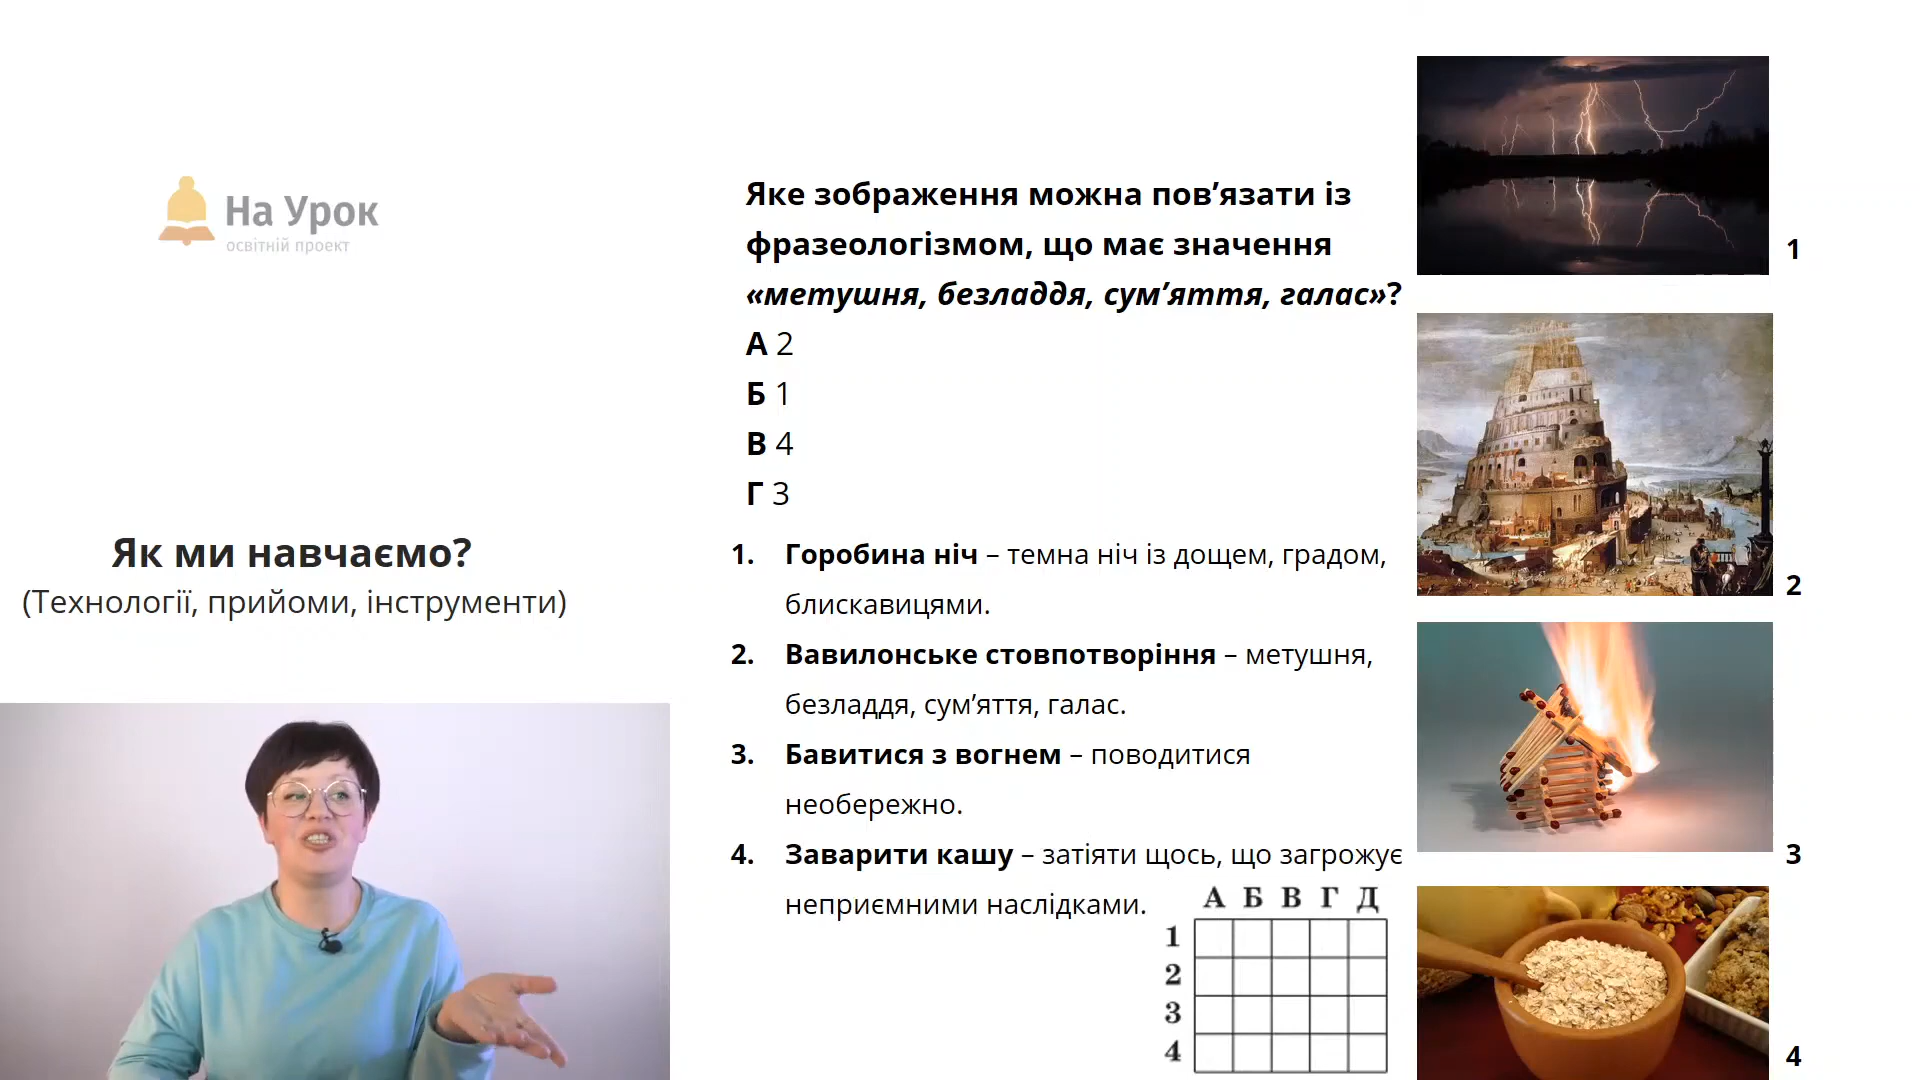 На Урок
освітній проект
Як ми навчаємо?
(Технології, прийоми, інструменти)
Яке зображення можна пов’язати із
фразеологізмом, що має значення
«метушня, безладдя, сум’яття, галас»?
А 2
Б 1
В 4
Г 3
1. Горобина ніч – темна ніч із дощем, градом,
блискавицями.
2. Вавилонське стовпотворіння – метушня,
безладдя, сум’яття, галас.
3. Бавитися з вогнем – поводитися
необережно.
4. Заварити кашу – затіяти щось, що загрожує
неприємними наслідками.
А Б В Г Д
1
2
3
4
1
2
3
4